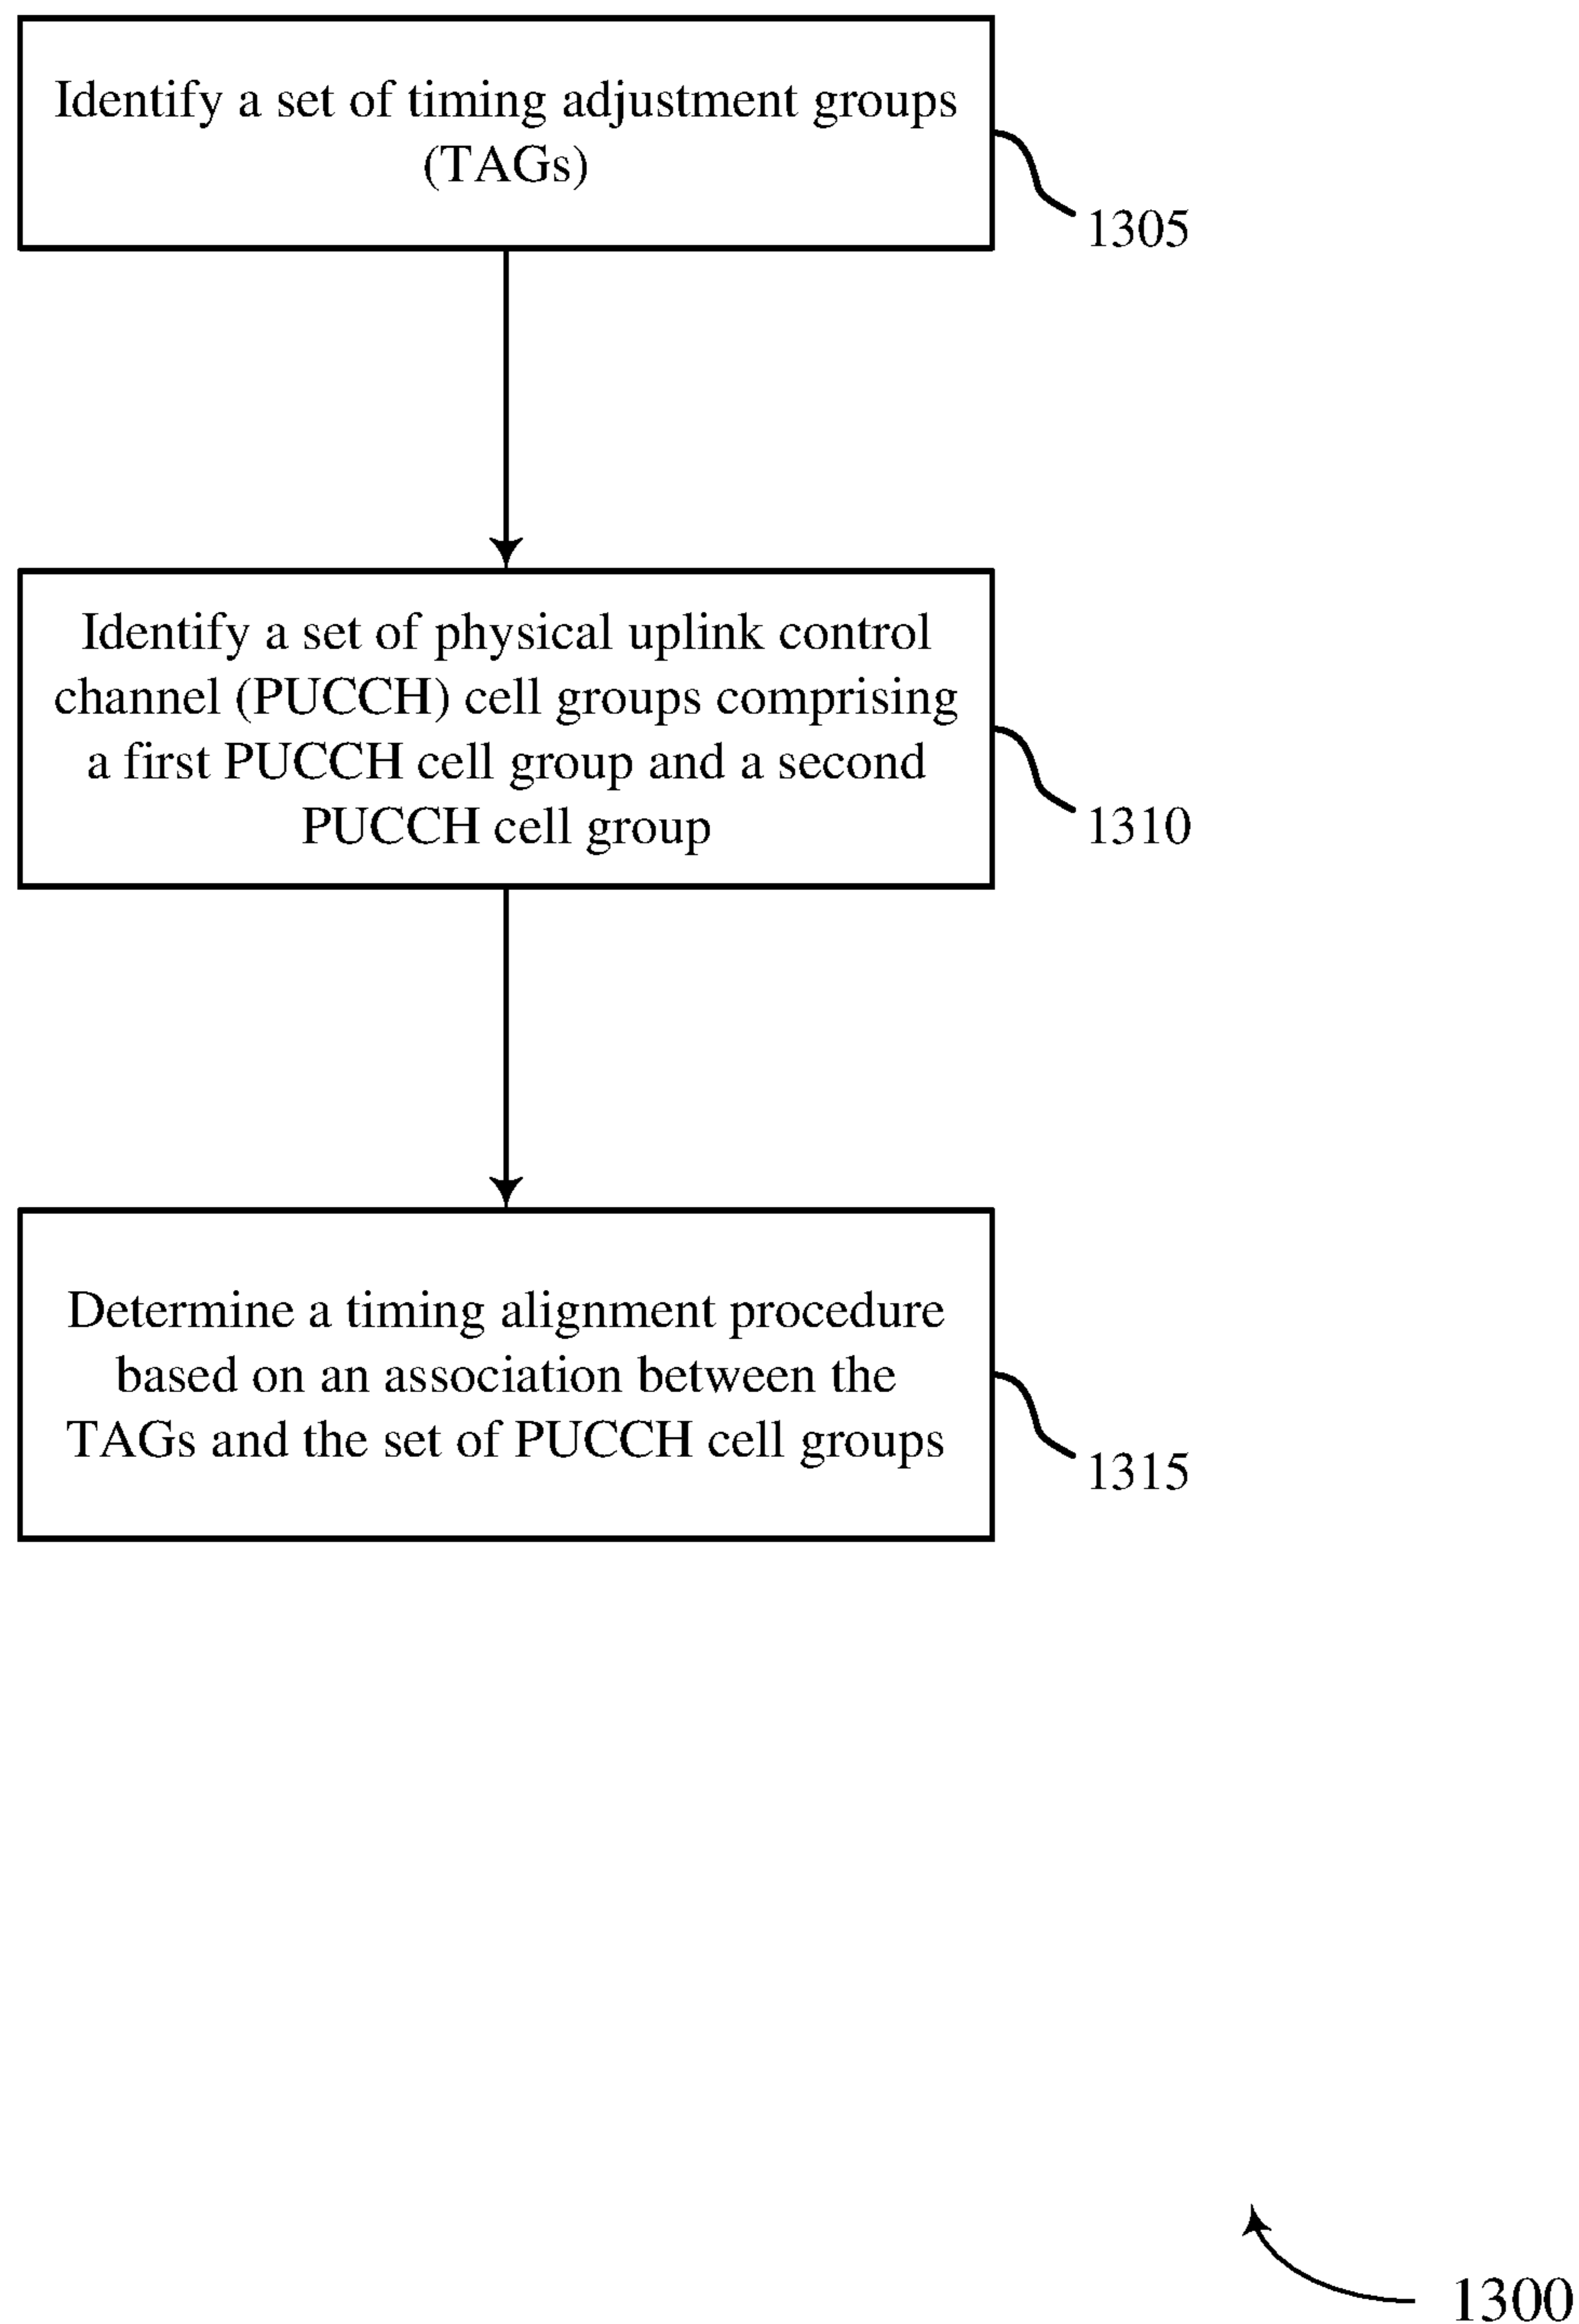 Identify a set of timing adjustment groups
(TAGs)
1305
Identify a set of physical uplink control
channel (PUCCH) cell groups comprising
a first PUCCH cell group and a second
PUCCH cell group
1310
Determine a timing alignment procedure
based on an association between the
TAGs and the set of PUCCH cell groups
1315
1300